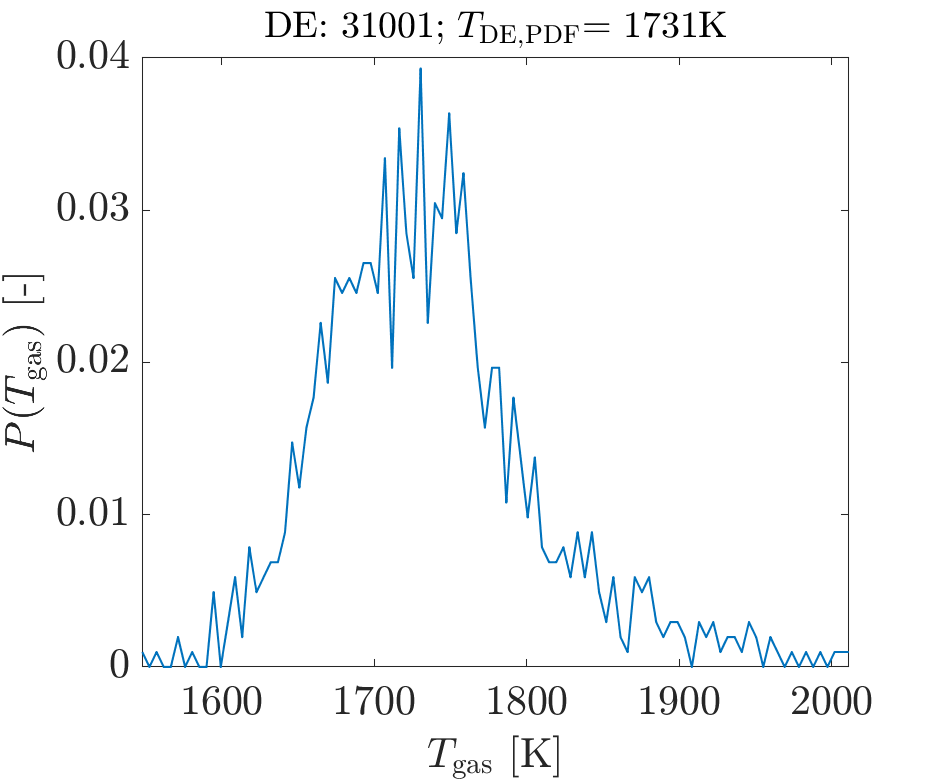 DE: 31001; T_DE,PDF= 1731K
0.04
0.03
0.02
0.01
0
P(T_gas) [-]
1600 1700 1800 1900 2000
T_gas [K]